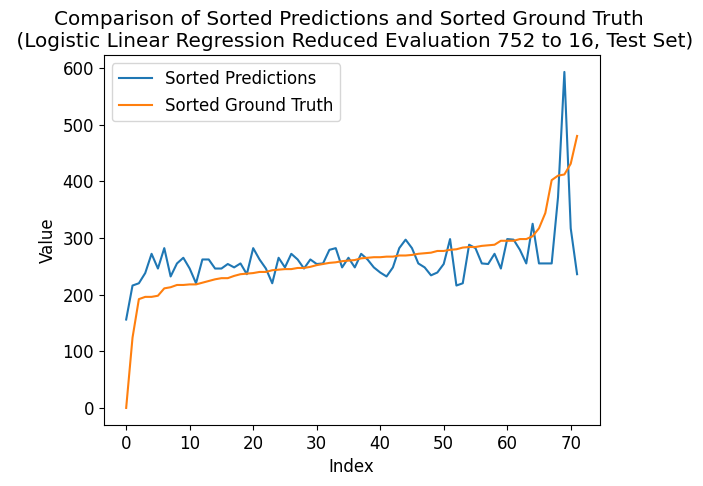 Comparison of Sorted Predictions and Sorted Ground Truth
(Logistic Linear Regression Reduced Evaluation 752 to 16, Test Set)
Sorted Predictions
Sorted Ground Truth
600
500
400
300
200
100
0
Value
0 10 20 30 40 50 60 70
Index